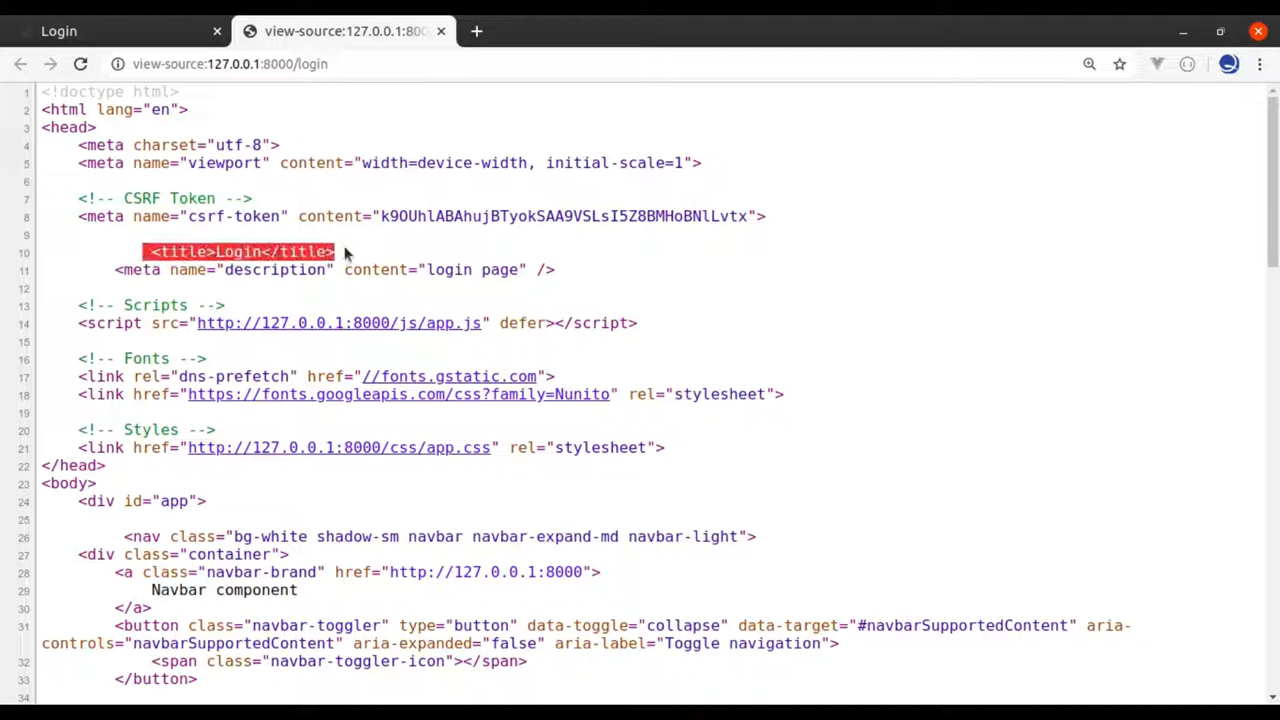 Login
view-source:127.0.0.1:800
view-source:127.0.0.1:8000/login
1 <!doctype html>
2 <html lang="en">
3 <head>
4 <meta charset="utf-8">
5 <meta name="viewport" content="width=device-width, initial-scale=1">
6
7 <!-- CSRF Token -->
8 <meta name="csrf-token" content="k9OUhlABAhujBTyokSAA9VSLsI5Z8BMHoBNlLvtx">
9
10 <title>Login</title>
11 <meta name="description" content="login page" />
12
13 <!-- Scripts -->
14 <script src="http://127.0.0.1:8000/js/app.js" defer></script>
15
16 <!-- Fonts -->
17 <link rel="dns-prefetch" href="//fonts.gstatic.com">
18 <link href="https://fonts.googleapis.com/css?family=Nunito" rel="stylesheet">
19
20 <!-- Styles -->
21 <link href="http://127.0.0.1:8000/css/app.css" rel="stylesheet">
22 </head>
23 <body>
24 <div id="app">
25
26 <nav class="bg-white shadow-sm navbar navbar-expand-md navbar-light">
27 <div class="container">
28 <a class="navbar-brand" href="http://127.0.0.1:8000">
29 Navbar component
30 </a>
31 <button class="navbar-toggler" type="button" data-toggle="collapse" data-target="#navbarSupportedContent" aria-
controls="navbarSupportedContent" aria-expanded="false" aria-label="Toggle navigation">
32 <span class="navbar-toggler-icon"></span>
33 </button>
34